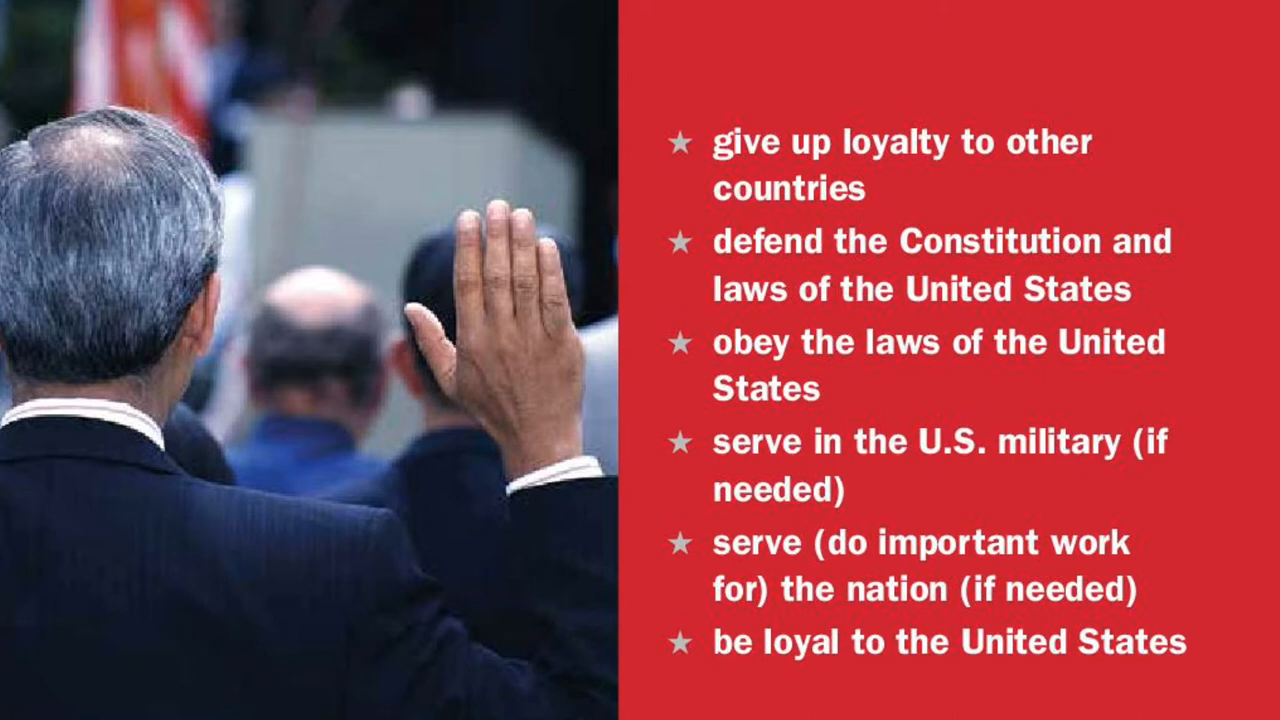 ★ give up loyalty to other
countries
★ defend the Constitution and
laws of the United States
★ obey the laws of the United
States
★ serve in the U.S. military (if
needed)
★ serve (do important work
for) the nation (if needed)
★ be loyal to the United States